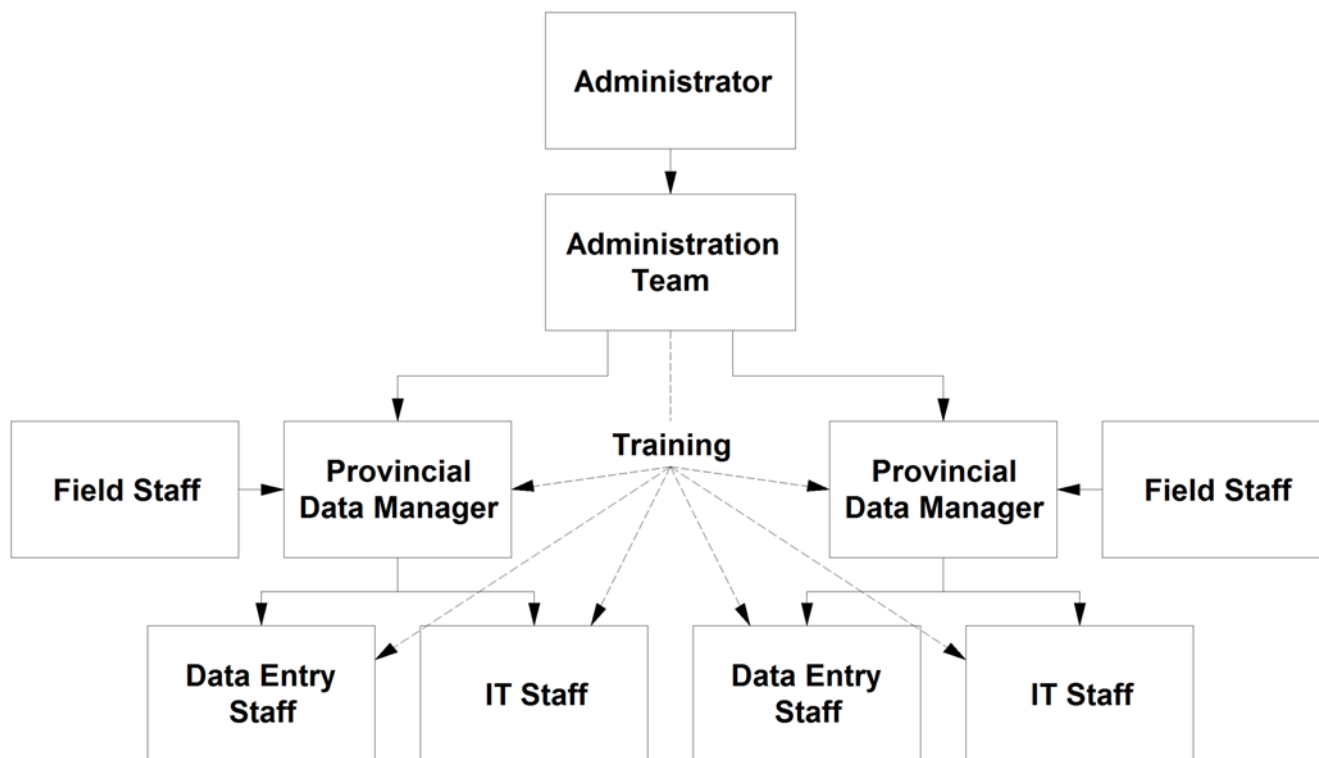 Administrator
Administration
Team
Field Staff
Provincial
Data Manager
Training
Provincial
Data Manager
Field Staff
Data Entry
Staff
IT Staff
Data Entry
Staff
IT Staff